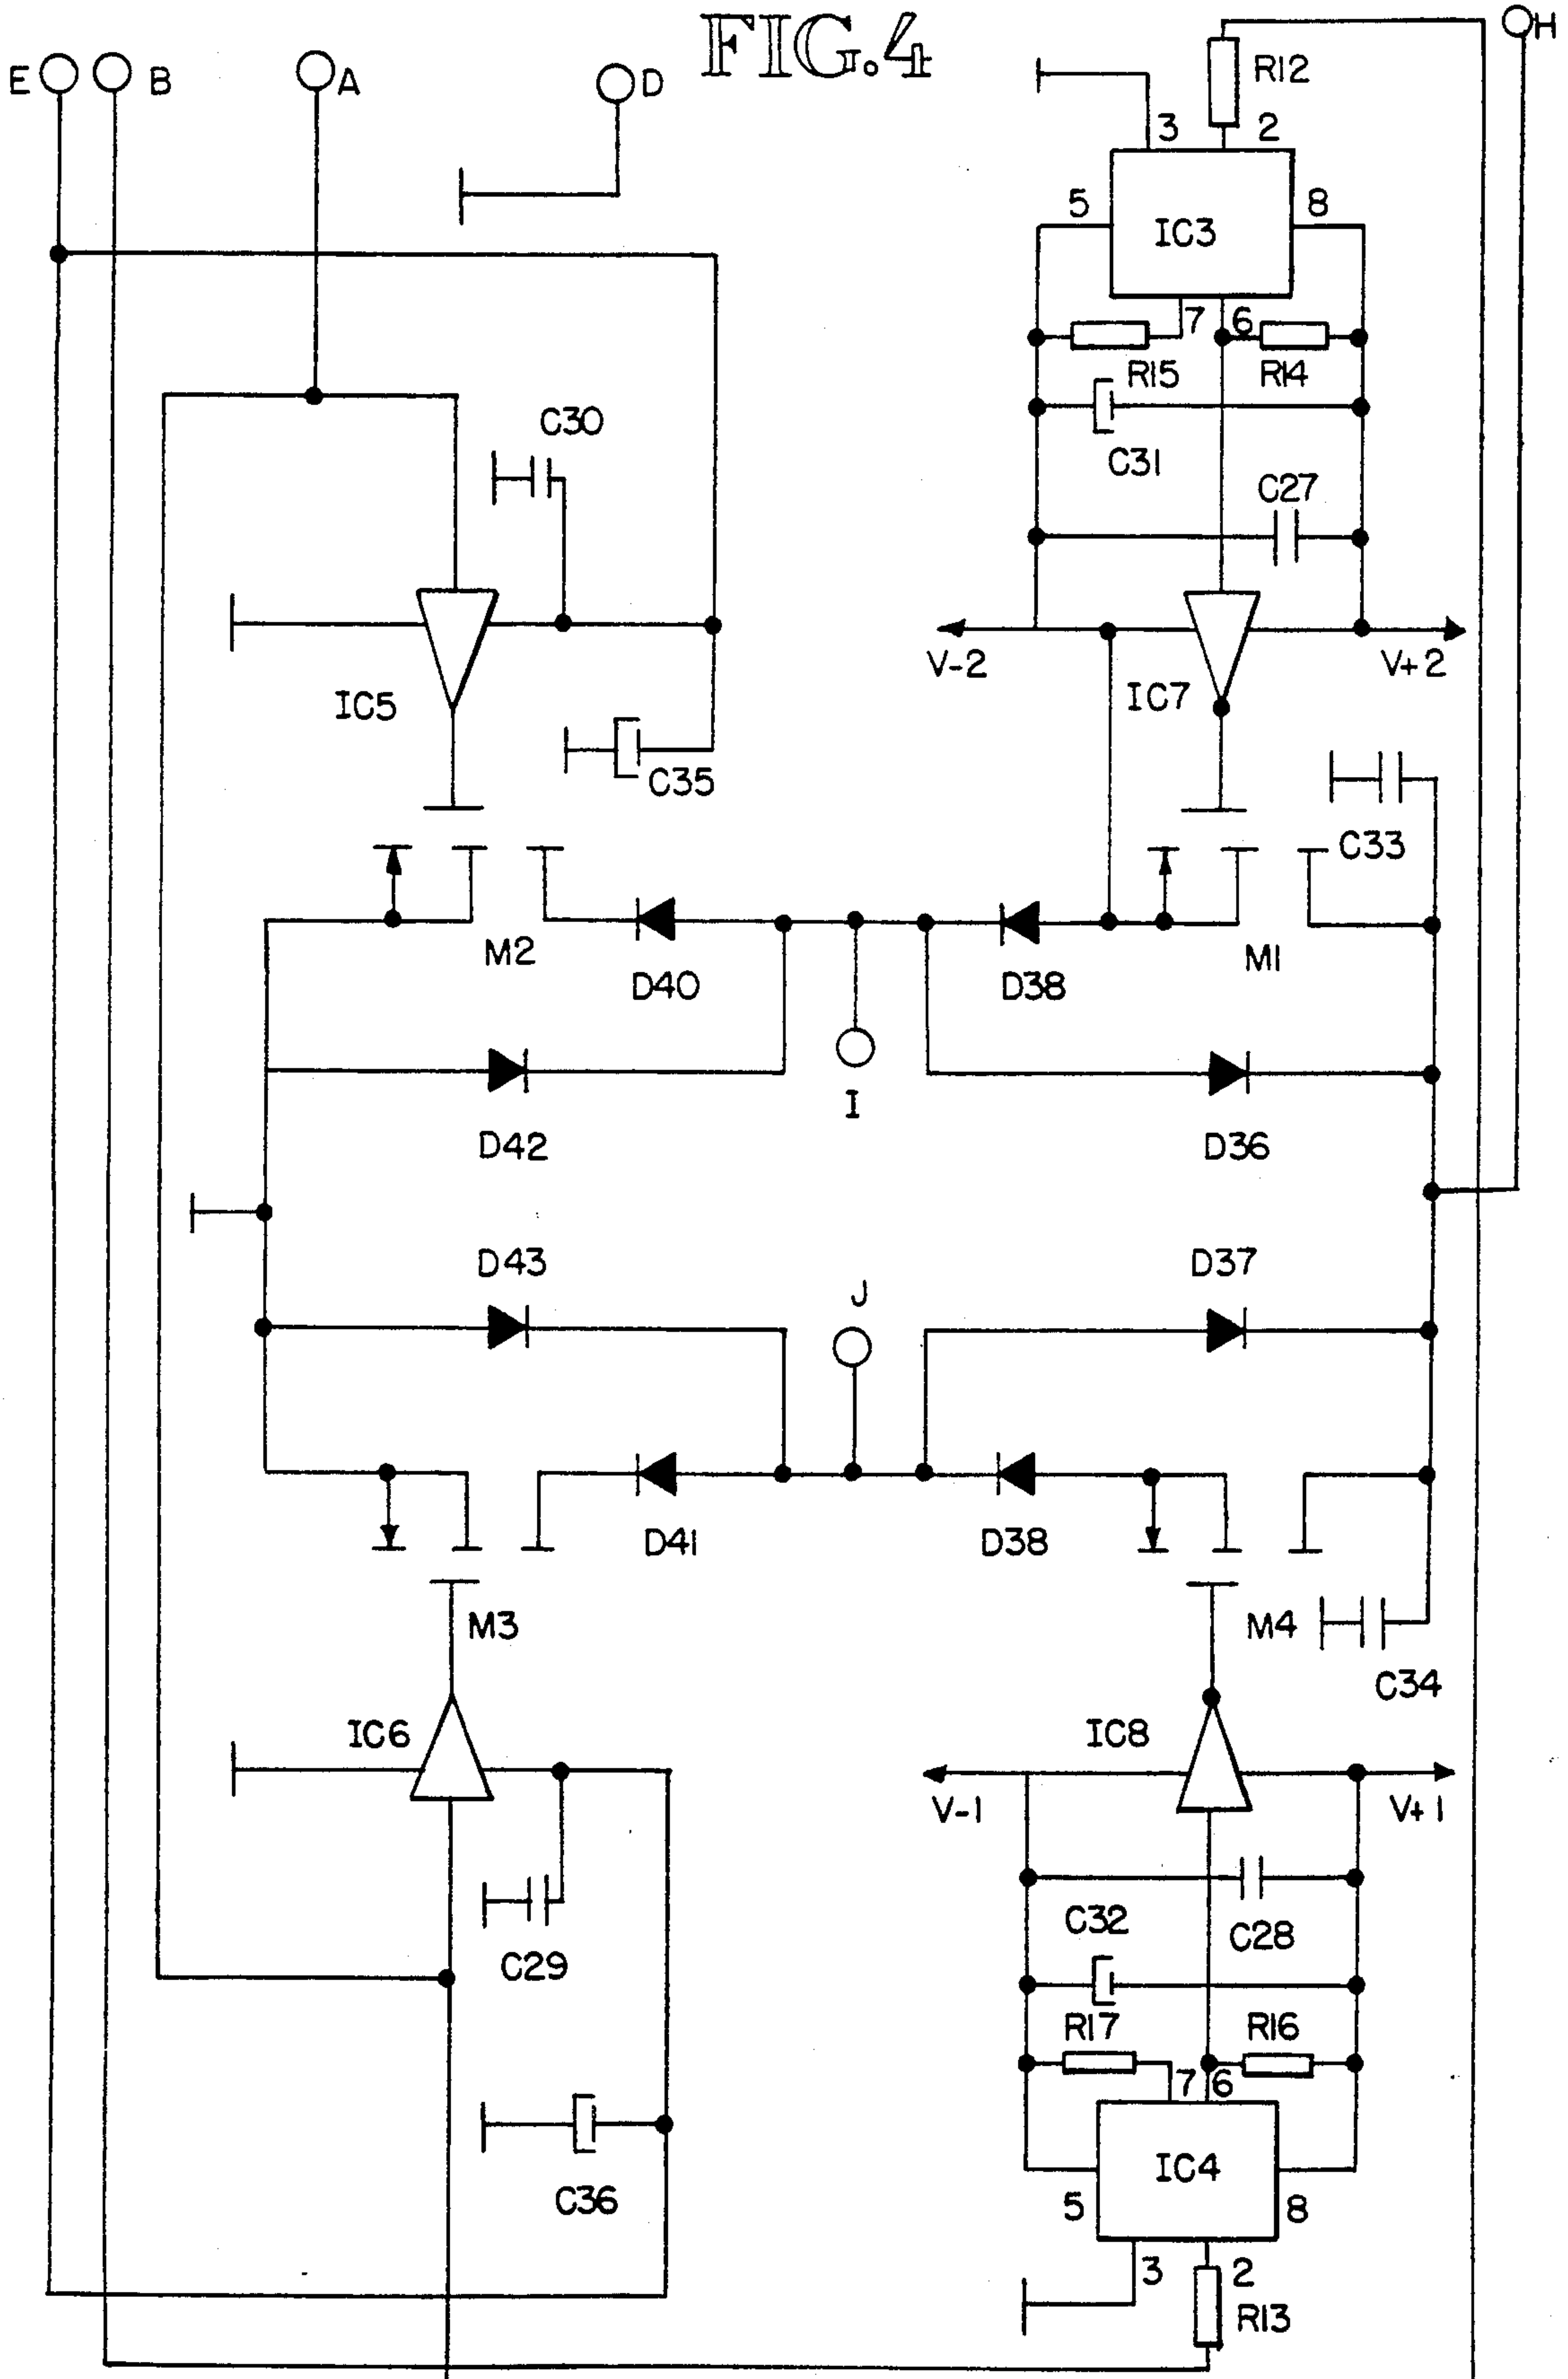 FIG.4
E
B
A
D
H
R12
3
2
5
8
IC3
7
6
R15
R14
C30
C31
C27
V-2
V+2
IC5
IC7
C35
C33
M2
M1
D40
D38
I
D42
D36
D43
D37
J
D41
D38
M3
M4
C34
IC6
IC8
V-1
V+1
C32
C28
C29
R17
R16
7
6
IC4
C36
5
8
3
2
R13